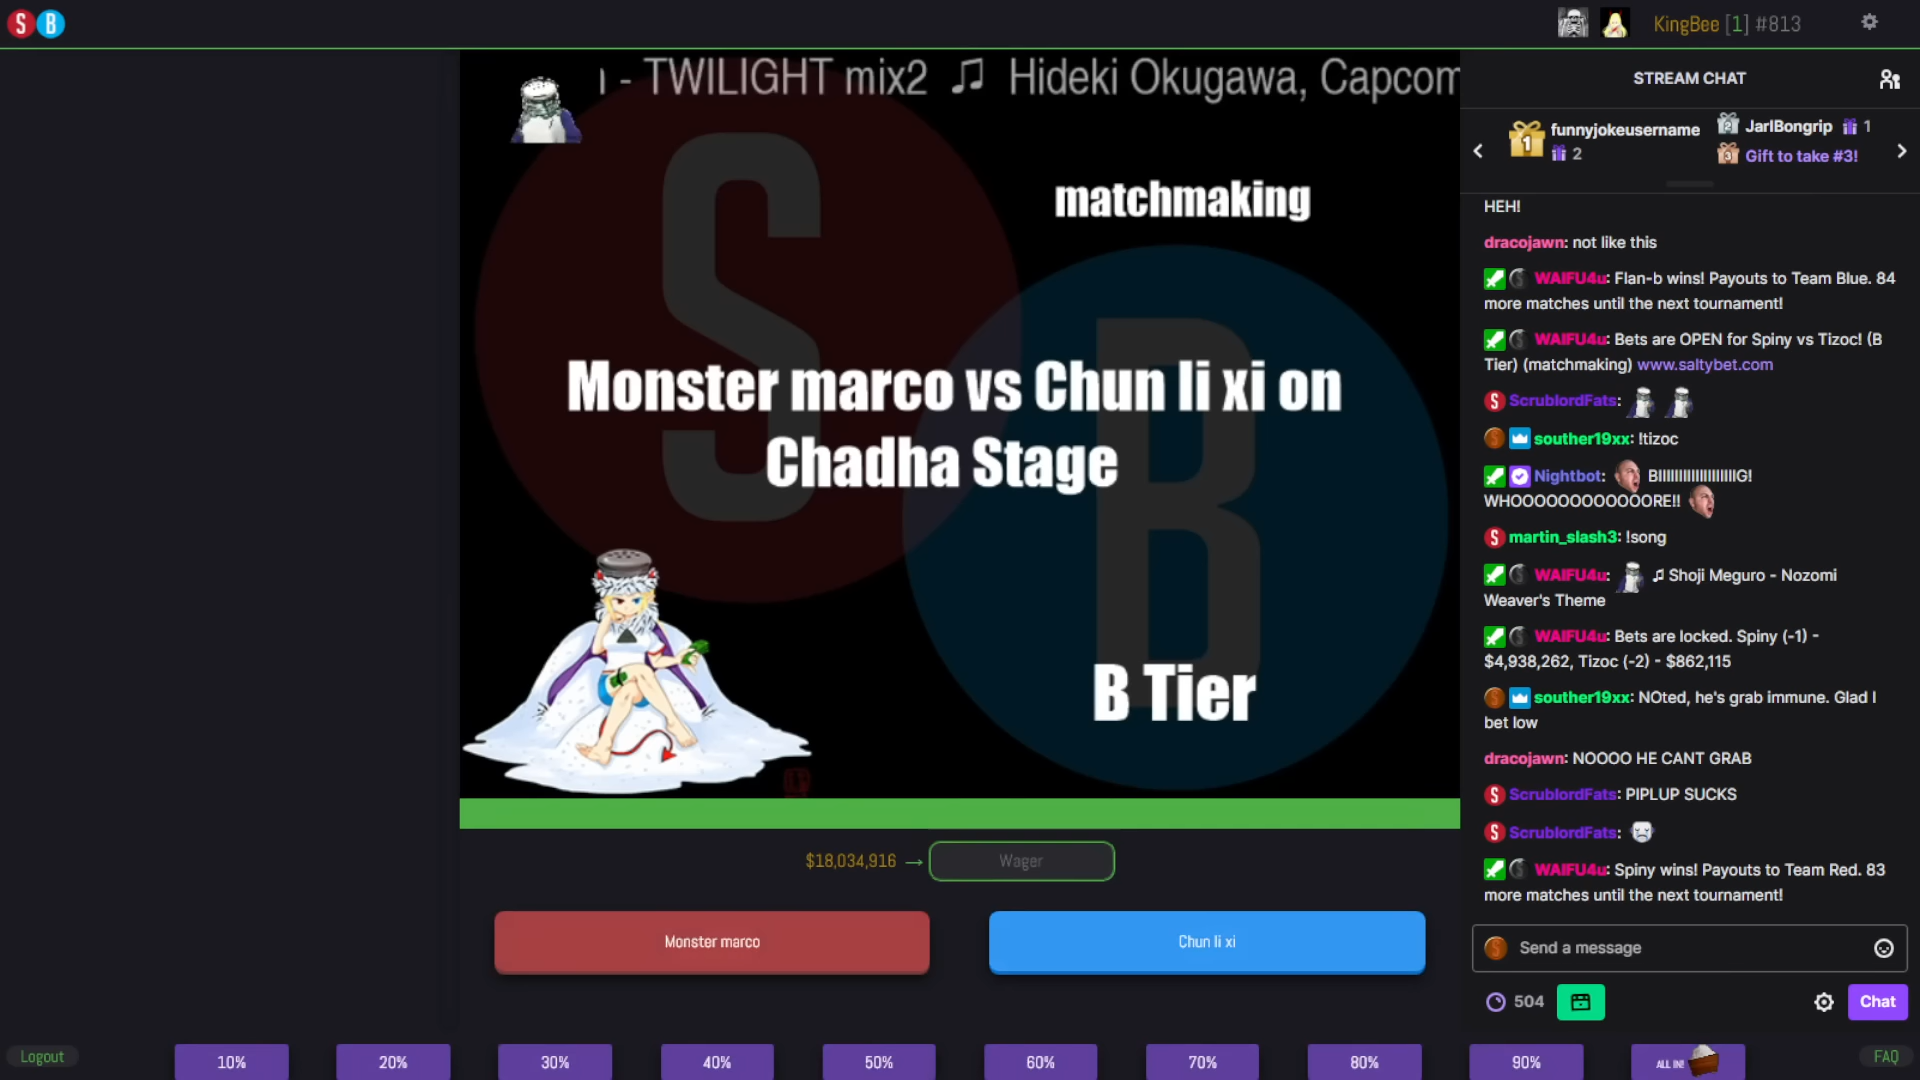 S B
KingBee [1] #813
- TWILIGHT mix2 ♫ Hideki Okugawa, Capcom
matchmaking
Monster marco vs Chun li xi on
Chadha Stage
B Tier
$18,034,916 → Wager
Monster marco
Chun li xi
Logout
10%
20%
30%
40%
50%
60%
70%
80%
90%
ALL IN!
FAQ
STREAM CHAT
1 funnyjokeusername
2
2 JarlBongrip 1
3 Gift to take #3!
HEH!
dracojawn: not like this
WAIFU4u: Flan-b wins! Payouts to Team Blue. 84
more matches until the next tournament!
WAIFU4u: Bets are OPEN for Spiny vs Tizoc! (B
Tier) (matchmaking) www.saltybet.com
ScrublordFats:
souther19xx: !tizoc
Nightbot: BIIIIIIIIIIIIIIIIIIG!
WHOOOOOOOOOOOORE!!
martin_slash3: !song
WAIFU4u: ♫ Shoji Meguro - Nozomi
Weaver's Theme
WAIFU4u: Bets are locked. Spiny (-1) -
$4,938,262, Tizoc (-2) - $862,115
souther19xx: NOted, he's grab immune. Glad I
bet low
dracojawn: NOOOO HE CANT GRAB
ScrublordFats: PIPLUP SUCKS
ScrublordFats:
WAIFU4u: Spiny wins! Payouts to Team Red. 83
more matches until the next tournament!
Send a message
504
Chat